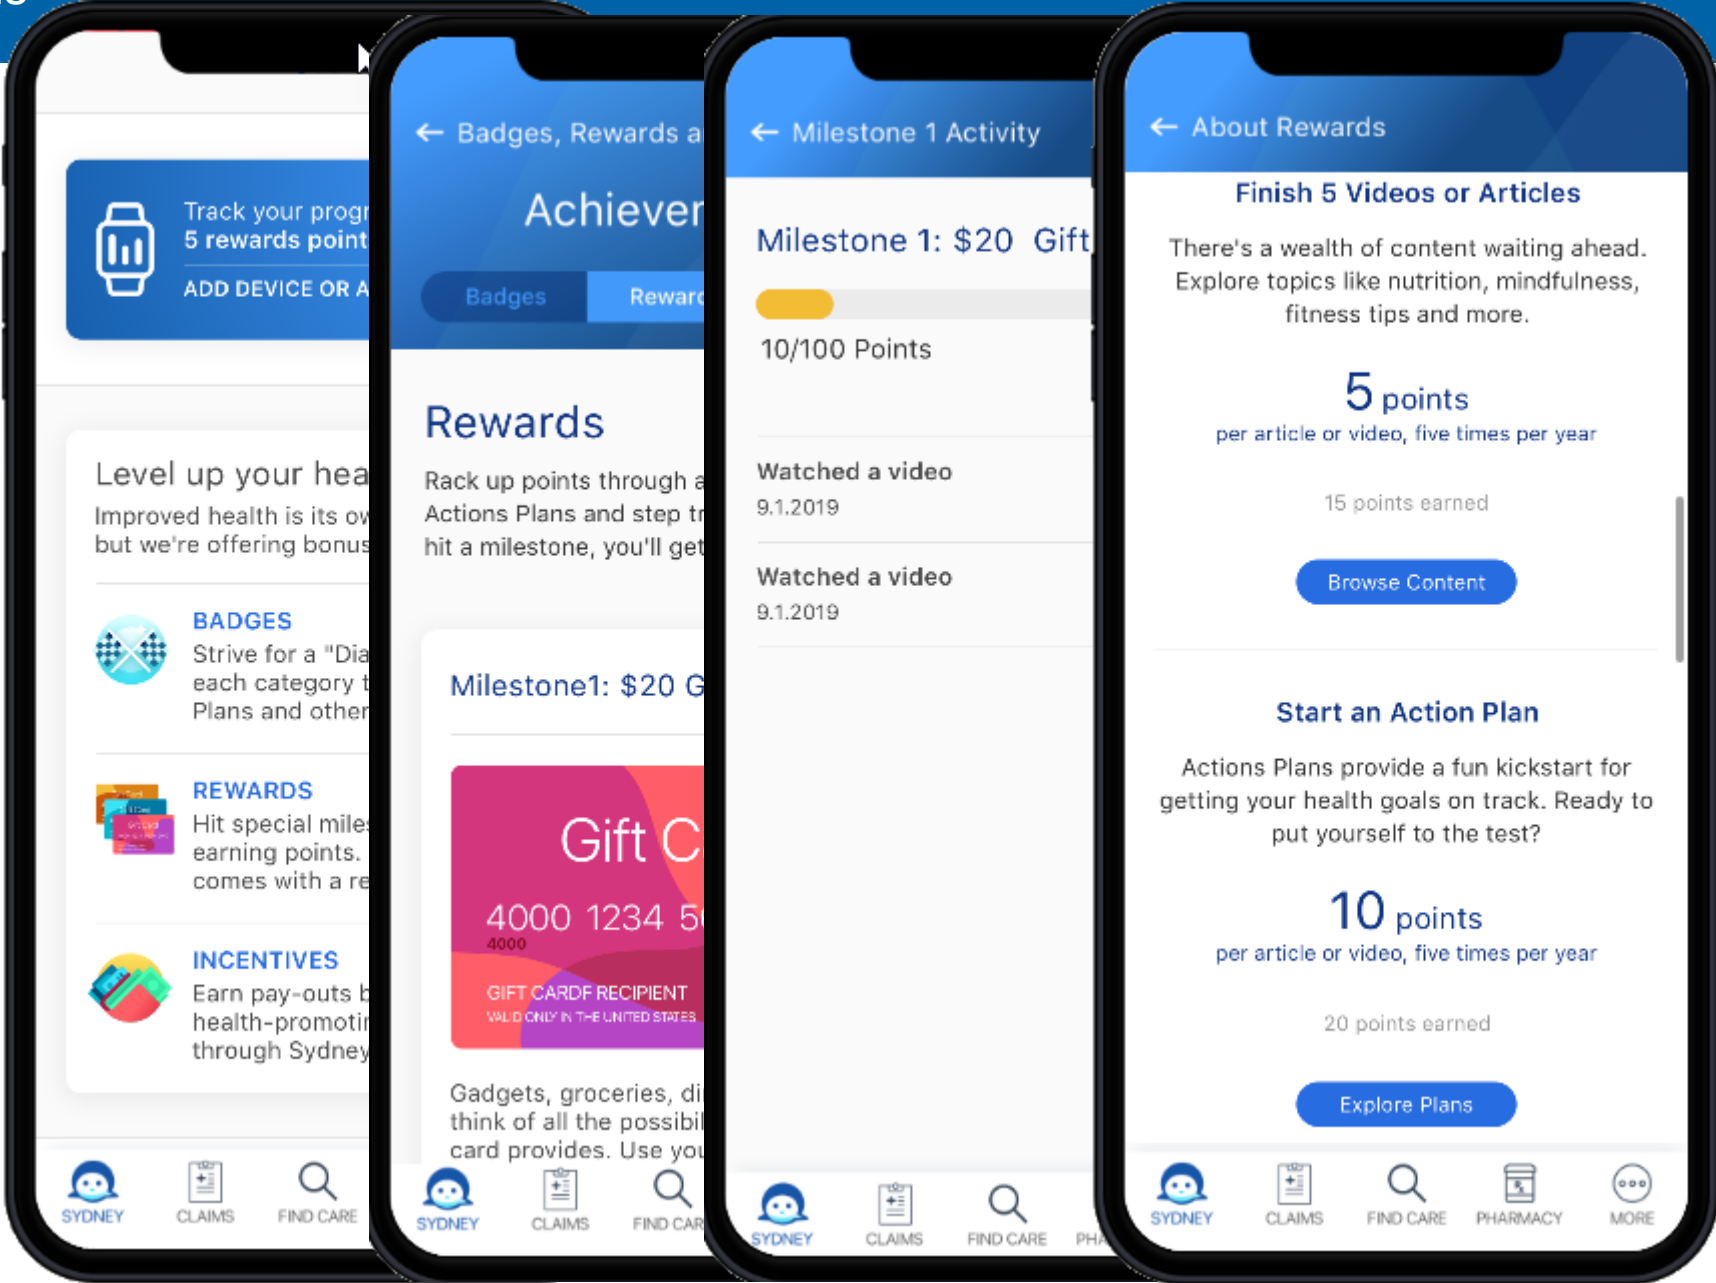 Track your progr
5 rewards point
ADD DEVICE OR A
Level up your hea
Improved health is its ow
but we're offering bonus
BADGES
Strive for a "Dia
each category t
Plans and other
REWARDS
Hit special miles
earning points.
comes with a re
INCENTIVES
Earn pay-outs b
health-promotin
through Sydney
SYDNEY
CLAIMS
FIND CARE
← Badges, Rewards a
Achievem
Badges
Reward
Rewards
Rack up points through a
Actions Plans and step tr
hit a milestone, you'll get
Milestone1: $20 G
Gift C
4000 1234 5
4000
GIFT CARDF RECIPIENT
VALID ONLY IN THE UNITED STATES
Gadgets, groceries, di
think of all the possibil
card provides. Use you
SYDNEY
CLAIMS
FIND CAR
← Milestone 1 Activity
Milestone 1: $20 Gift
10/100 Points
Watched a video
9.1.2019
Watched a video
9.1.2019
SYDNEY
CLAIMS
FIND CARE
PHA
← About Rewards
Finish 5 Videos or Articles
There's a wealth of content waiting ahead.
Explore topics like nutrition, mindfulness,
fitness tips and more.
5 points
per article or video, five times per year
15 points earned
Browse Content
Start an Action Plan
Actions Plans provide a fun kickstart for
getting your health goals on track. Ready to
put yourself to the test?
10 points
per article or video, five times per year
20 points earned
Explore Plans
SYDNEY
CLAIMS
FIND CARE
PHARMACY
MORE